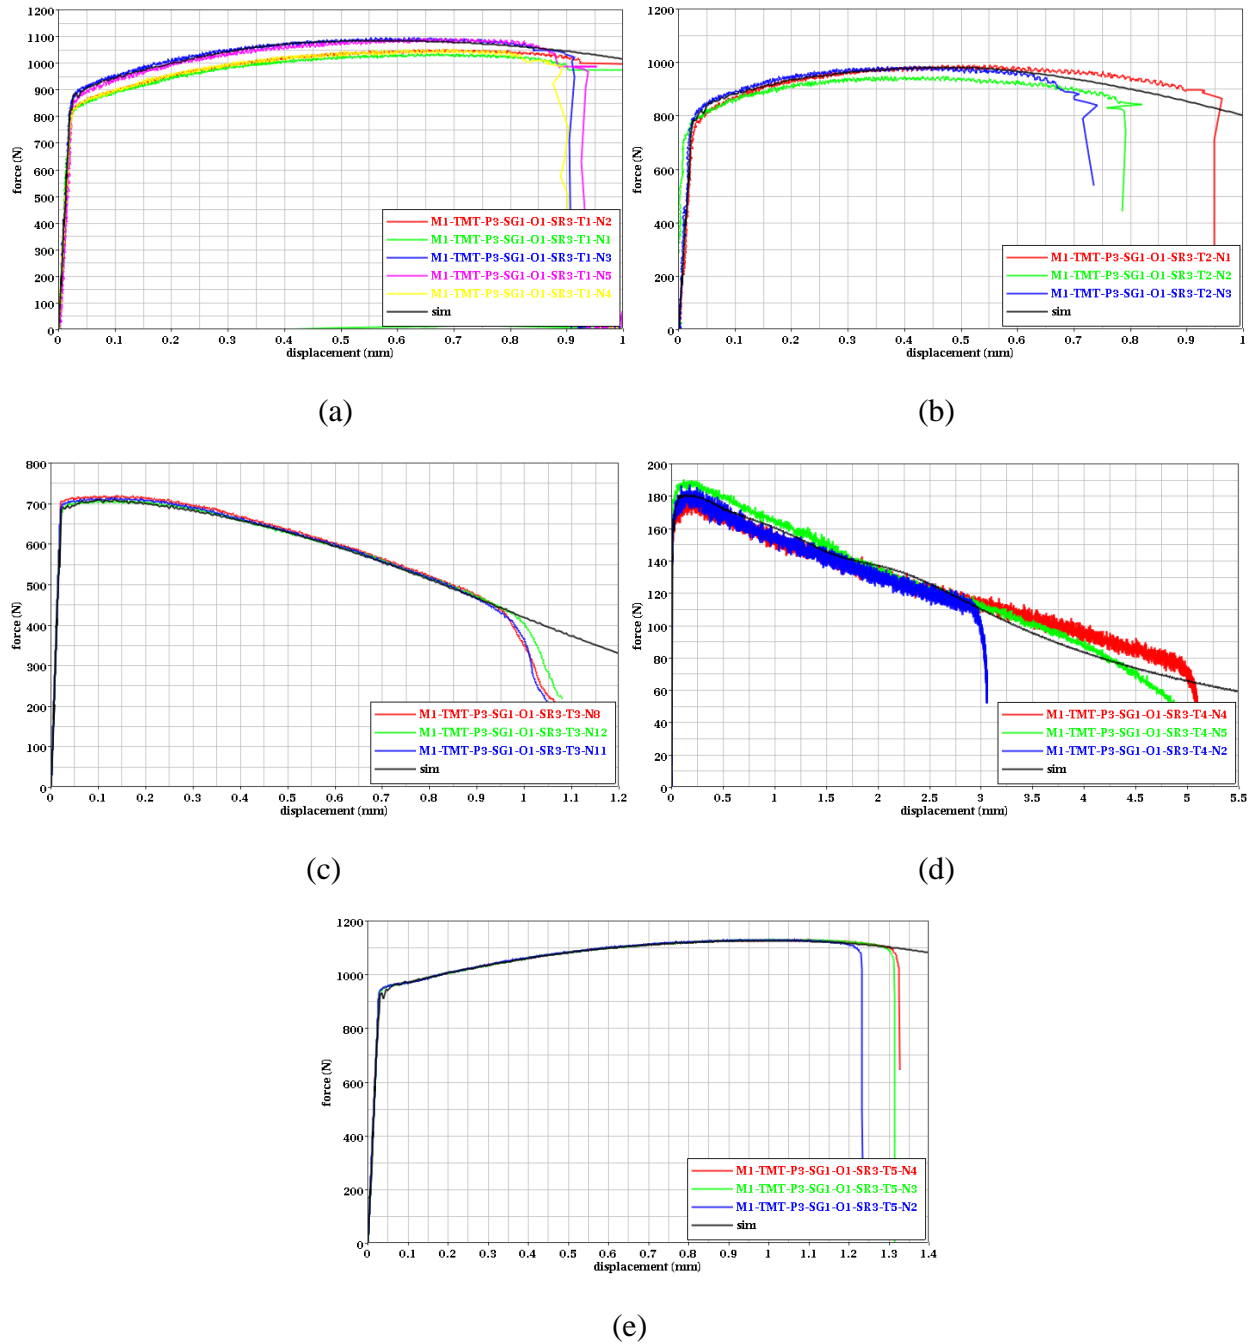 1200
1100
1000
900
800
700
600
500
400
300
200
100
0
force (N)
M1-TMT-P3-SG1-O1-SR3-T1-N2
M1-TMT-P3-SG1-O1-SR3-T1-N1
M1-TMT-P3-SG1-O1-SR3-T1-N3
M1-TMT-P3-SG1-O1-SR3-T1-N5
M1-TMT-P3-SG1-O1-SR3-T1-N4
sim
0 0.1 0.2 0.3 0.4 0.5 0.6 0.7 0.8 0.9 1
displacement (mm)
(a)
1200
1000
800
600
400
200
0
force (N)
M1-TMT-P3-SG1-O1-SR3-T2-N1
M1-TMT-P3-SG1-O1-SR3-T2-N2
M1-TMT-P3-SG1-O1-SR3-T2-N3
sim
0 0.1 0.2 0.3 0.4 0.5 0.6 0.7 0.8 0.9 1
displacement (mm)
(b)
800
700
600
500
400
300
200
100
0
force (N)
M1-TMT-P3-SG1-O1-SR3-T3-N8
M1-TMT-P3-SG1-O1-SR3-T3-N12
M1-TMT-P3-SG1-O1-SR3-T3-N11
sim
0 0.1 0.2 0.3 0.4 0.5 0.6 0.7 0.8 0.9 1 1.1 1.2
displacement (mm)
(c)
200
180
160
140
120
100
80
60
40
20
0
force (N)
M1-TMT-P3-SG1-O1-SR3-T4-N4
M1-TMT-P3-SG1-O1-SR3-T4-N5
M1-TMT-P3-SG1-O1-SR3-T4-N2
sim
0 0.5 1 1.5 2 2.5 3 3.5 4 4.5 5 5.5
displacement (mm)
(d)
1200
1000
800
600
400
200
0
force (N)
M1-TMT-P3-SG1-O1-SR3-T5-N4
M1-TMT-P3-SG1-O1-SR3-T5-N3
M1-TMT-P3-SG1-O1-SR3-T5-N2
sim
0 0.1 0.2 0.3 0.4 0.5 0.6 0.7 0.8 0.9 1 1.1 1.2 1.3 1.4
displacement (mm)
(e)